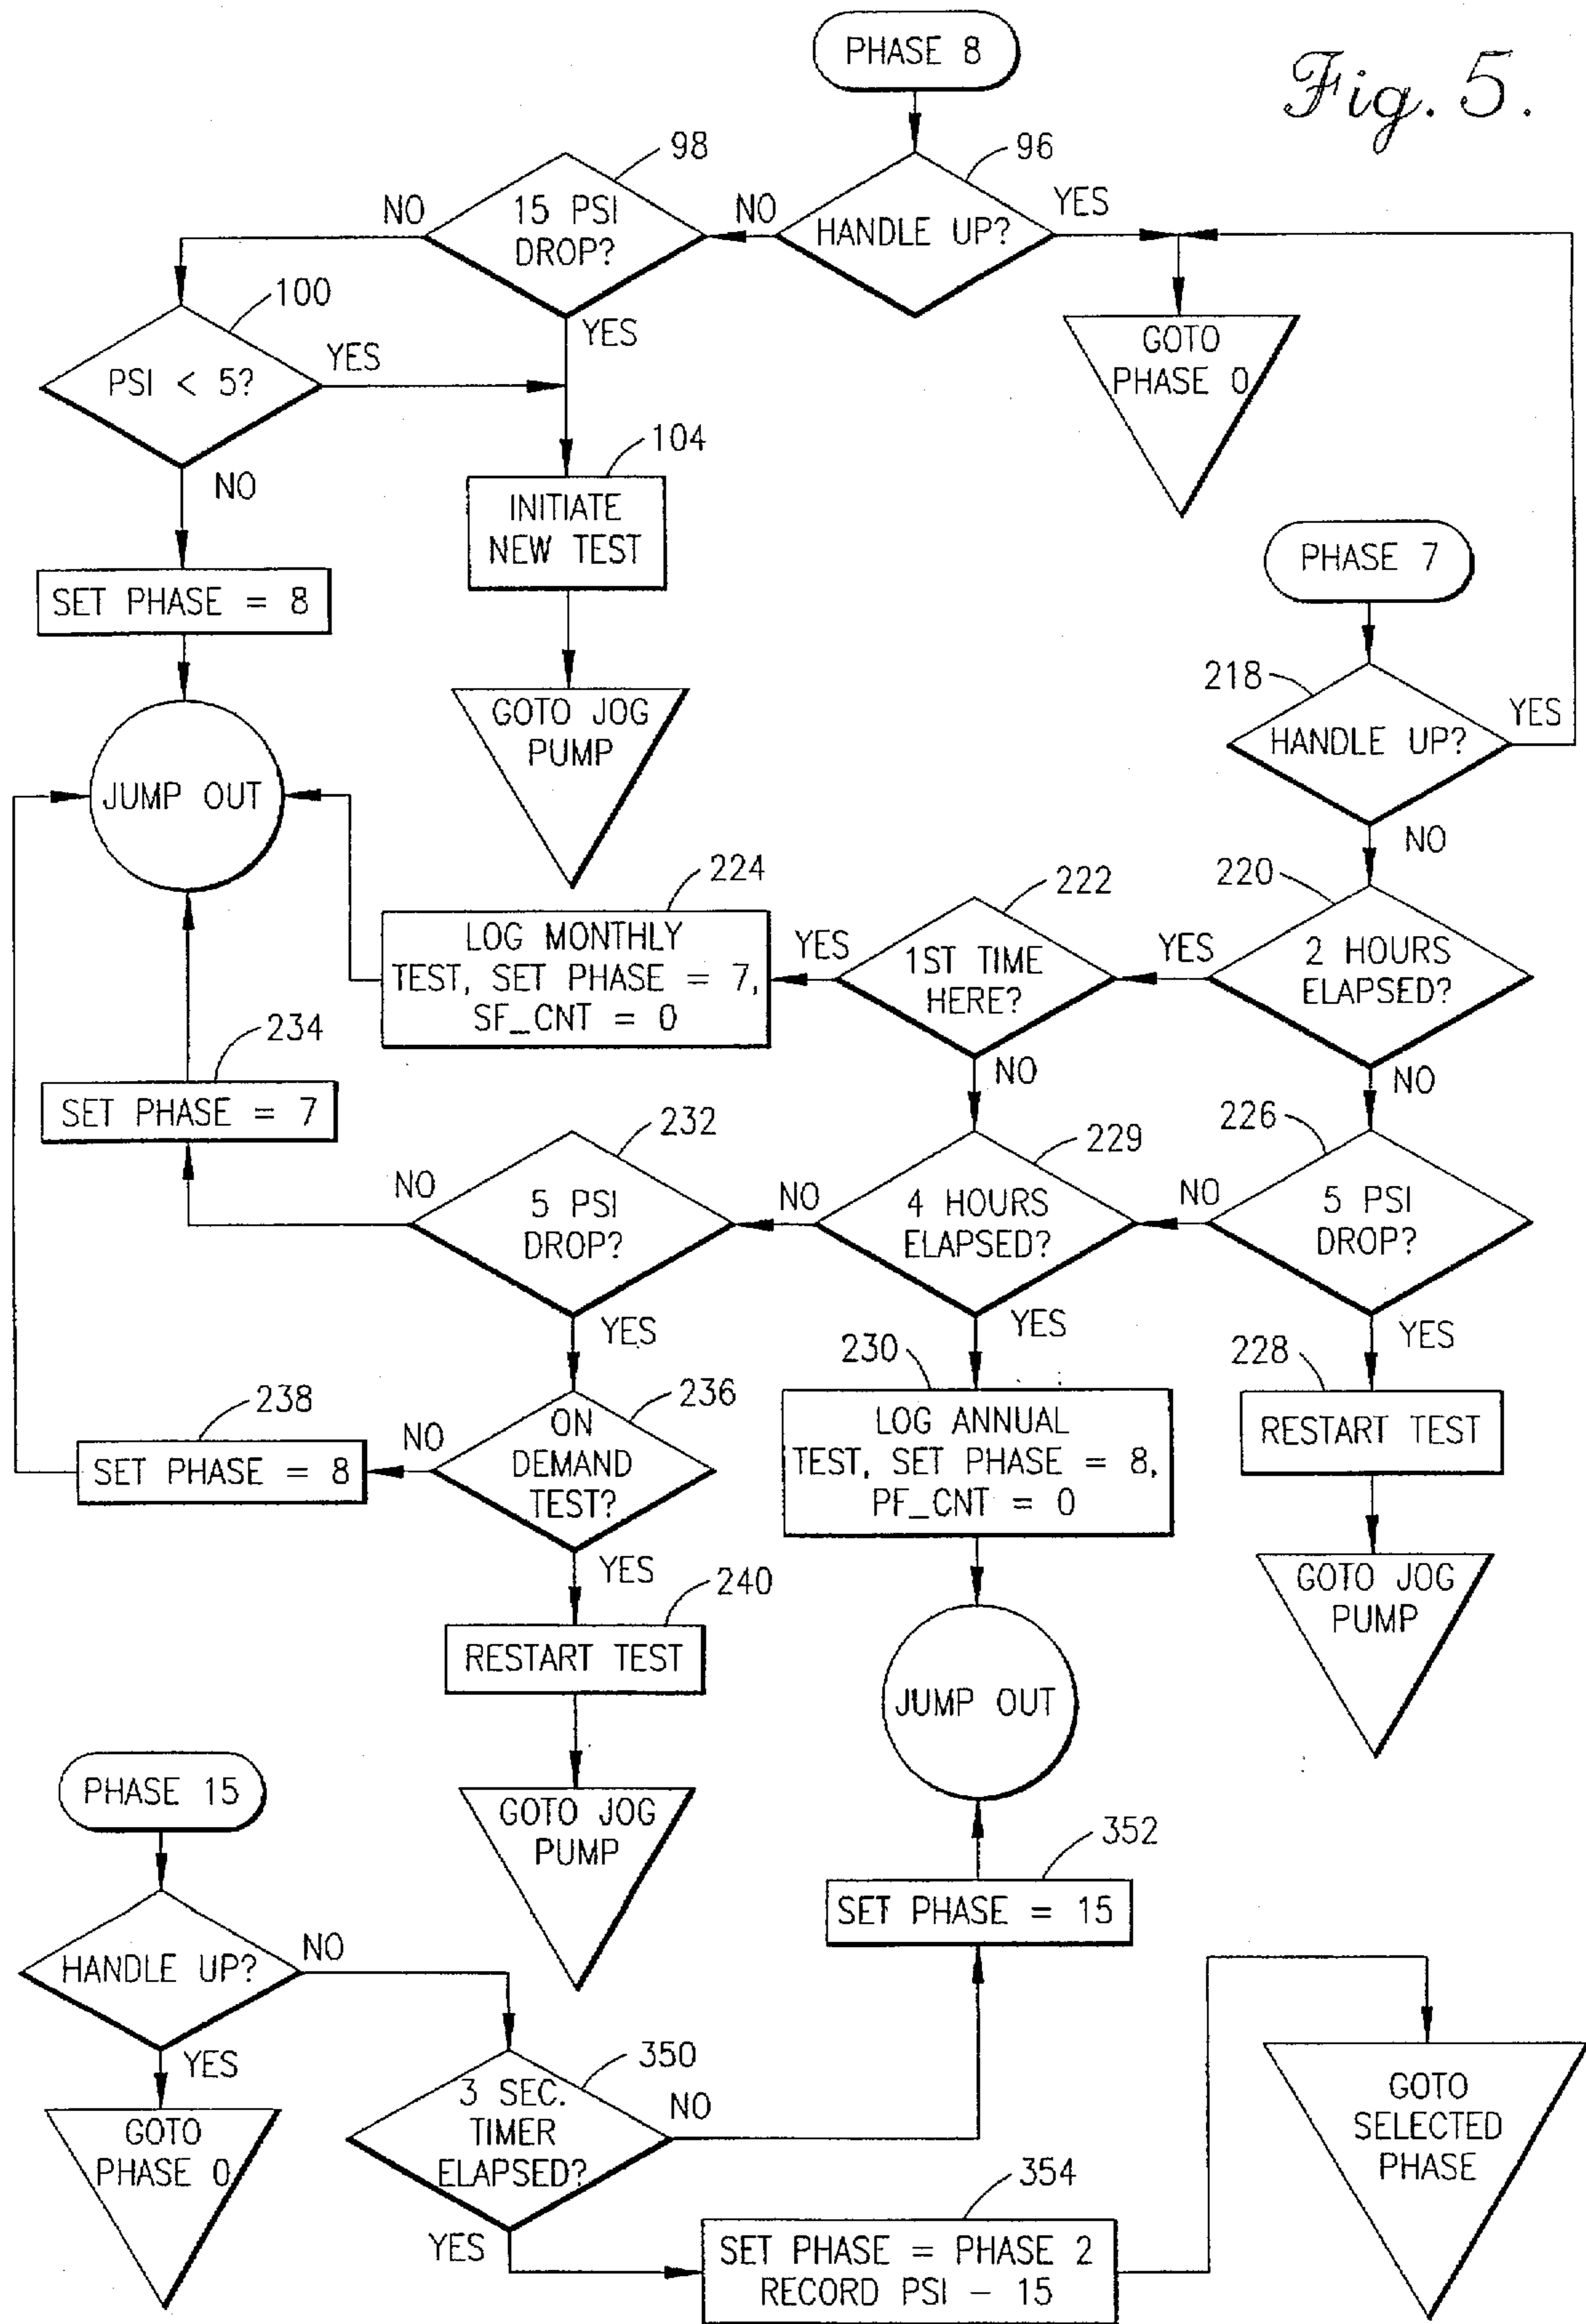 PHASE 8
Fig. 5.
98
96
NO
15 PSI
DROP?
NO
HANDLE UP?
YES
100
YES
PSI < 5?
YES
GOTO
PHASE 0
104
NO
INITIATE
NEW TEST
PHASE 7
SET PHASE = 8
218
YES
GOTO JOG
PUMP
HANDLE UP?
JUMP OUT
NO
224
222
220
LOG MONTHLY
TEST, SET PHASE = 7,
SF_CNT = 0
YES
1ST TIME
HERE?
YES
2 HOURS
ELAPSED?
234
NO
NO
SET PHASE = 7
232
229
226
NO
5 PSI
DROP?
NO
4 HOURS
ELAPSED?
NO
5 PSI
DROP?
YES
YES
YES
230
228
238
236
NO
ON
DEMAND
TEST?
LOG ANNUAL
TEST, SET PHASE = 8,
PF_CNT = 0
RESTART TEST
SET PHASE = 8
YES
240
GOTO JOG
PUMP
RESTART TEST
JUMP OUT
PHASE 15
GOTO JOG
PUMP
352
SET PHASE = 15
HANDLE UP?
NO
YES
350
3 SEC.
TIMER
ELAPSED?
NO
GOTO
PHASE 0
GOTO
SELECTED
PHASE
354
YES
SET PHASE = PHASE 2
RECORD PSI - 15